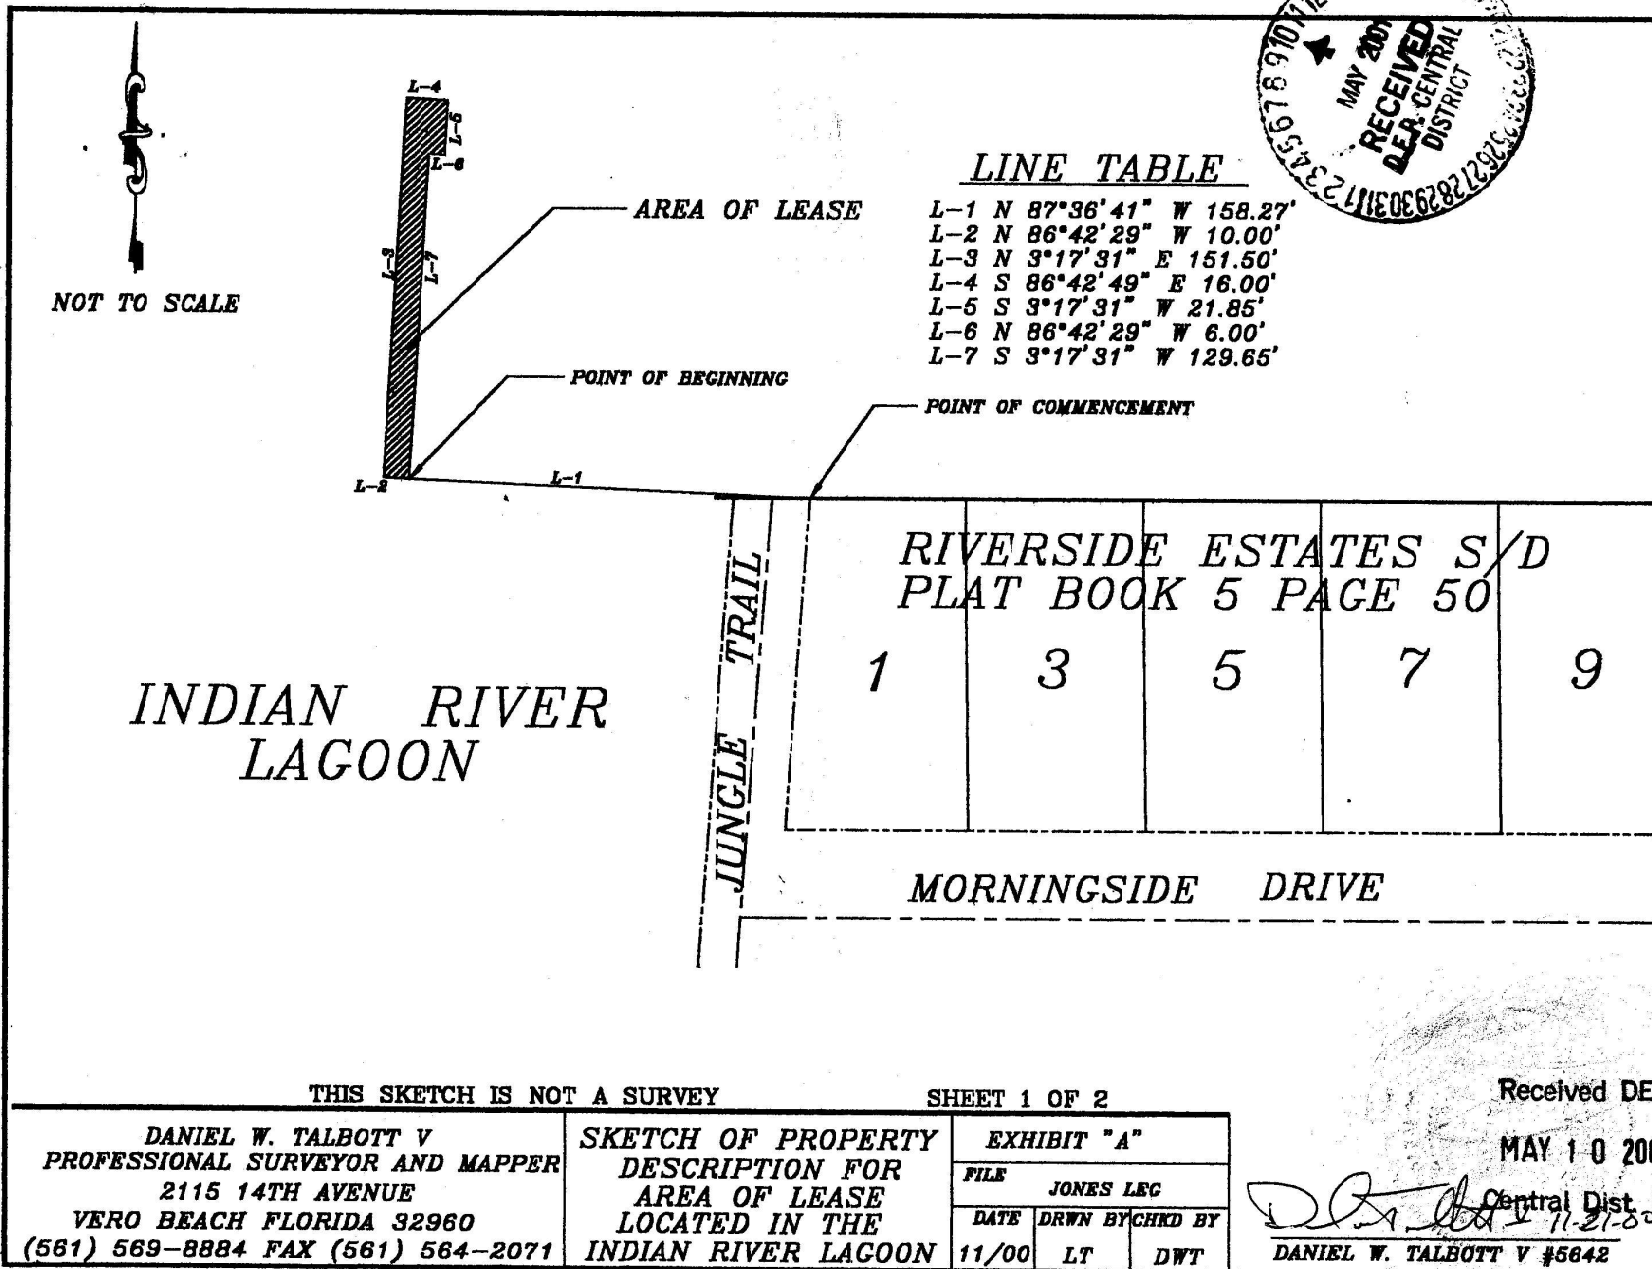 MAY 2001
RECEIVED
D.E.P. CENTRAL
DISTRICT
L-4
L-5
L-6
L-3
L-7
AREA OF LEASE
NOT TO SCALE
LINE TABLE
L-1 N 87°36'41" W 158.27'
L-2 N 86°42'29" W 10.00'
L-3 N 3°17'31" E 151.50'
L-4 S 86°42'49" E 16.00'
L-5 S 3°17'31" W 21.85'
L-6 N 86°42'29" W 6.00'
L-7 S 3°17'31" W 129.65'
POINT OF BEGINNING
POINT OF COMMENCEMENT
L-2
L-1
RIVERSIDE ESTATES S/D
PLAT BOOK 5 PAGE 50
1 3 5 7 9
JUNGLE TRAIL
INDIAN RIVER
LAGOON
MORNINGSIDE DRIVE
THIS SKETCH IS NOT A SURVEY
SHEET 1 OF 2
DANIEL W. TALBOTT V
PROFESSIONAL SURVEYOR AND MAPPER
2115 14TH AVENUE
VERO BEACH FLORIDA 32960
(561) 569-8884 FAX (561) 564-2071
SKETCH OF PROPERTY
DESCRIPTION FOR
AREA OF LEASE
LOCATED IN THE
INDIAN RIVER LAGOON
EXHIBIT "A"
FILE
JONES LEG
DATE DRWN BY CHKD BY
11/00 LT DWT
Received DE
MAY 10 200
Central Dist.
DANIEL W. TALBOTT V #5642